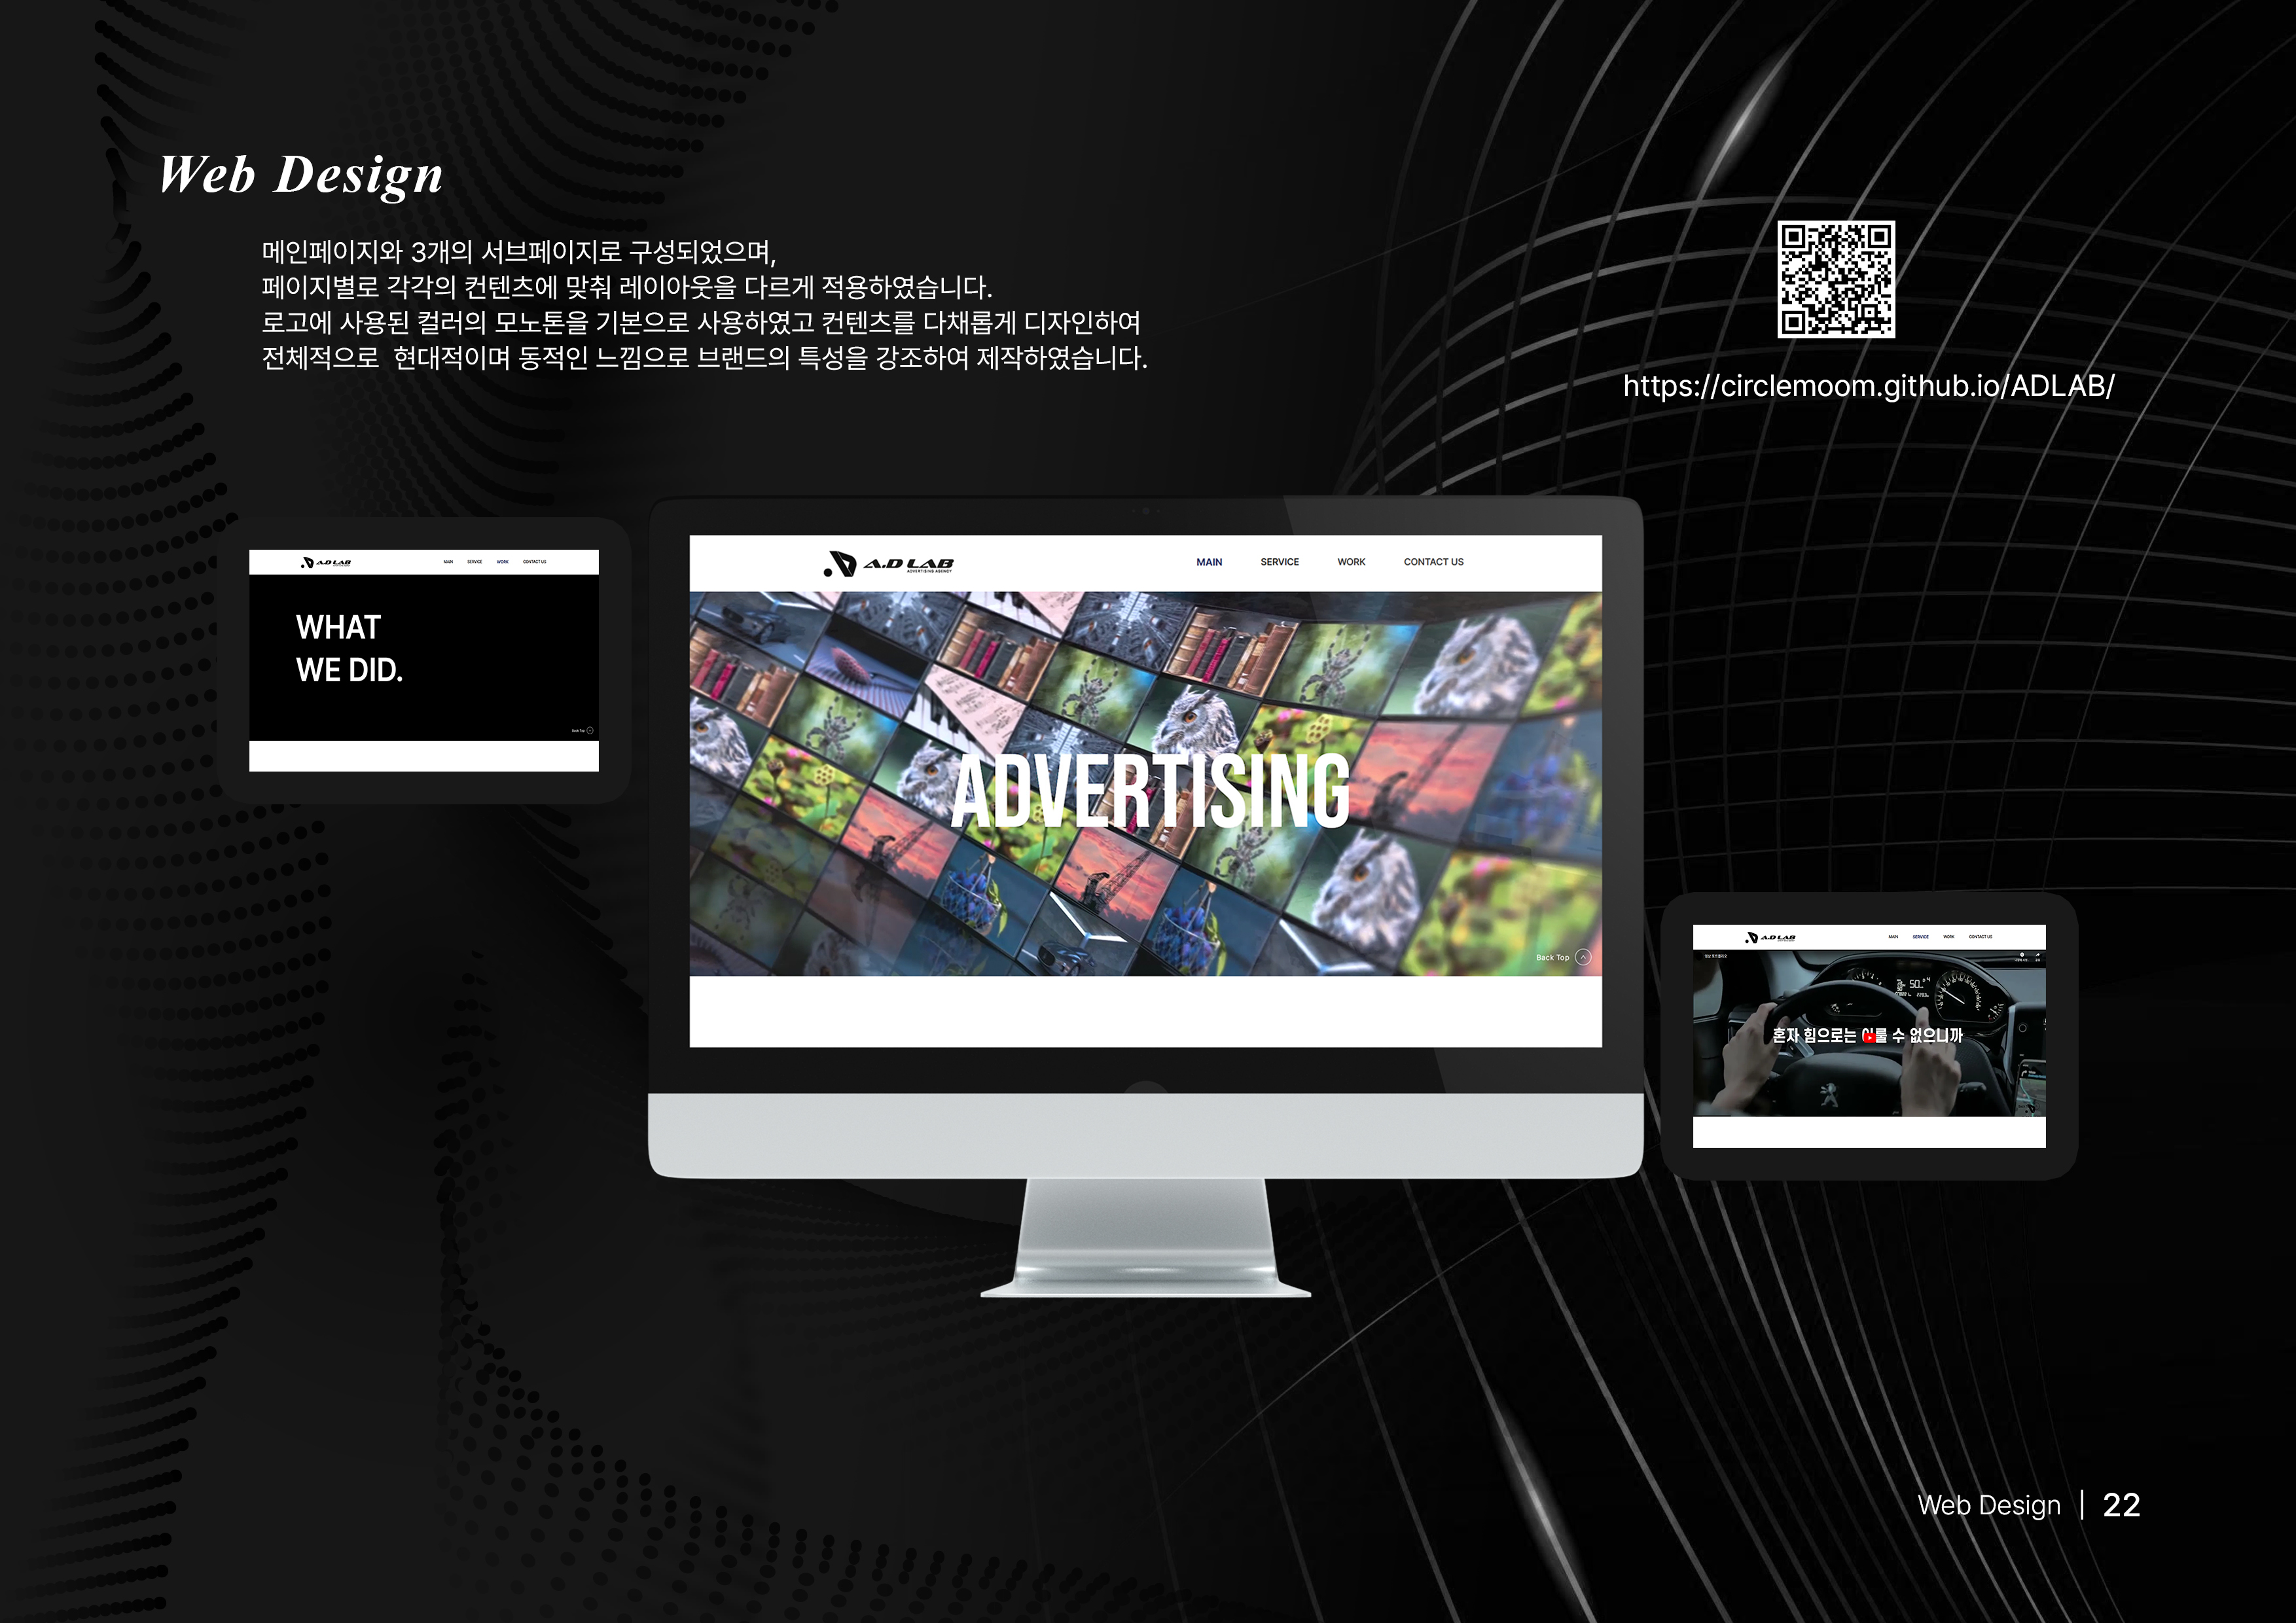 Web Design
메인페이지와 3개의 서브페이지로 구성되었으며,
페이지별로 각각의 컨텐츠에 맞춰 레이아웃을 다르게 적용하였습니다.
로고에 사용된 컬러의 모노톤을 기본으로 사용하였고 컨텐츠를 다채롭게 디자인하여
전체적으로 현대적이며 동적인 느낌으로 브랜드의 특성을 강조하여 제작하였습니다.
https://circlemoom.github.io/ADLAB/
A.D LAB
MAIN SERVICE WORK CONTACT US
WHAT
WE DID.
Back Top
A.D LAB
ADVERTISING AGENCY
MAIN SERVICE WORK CONTACT US
ADVERTISING
Back Top
A.D LAB
MAIN SERVICE WORK CONTACT US
혼자 힘으로는 이룰 수 없으니까
Web Design | 22